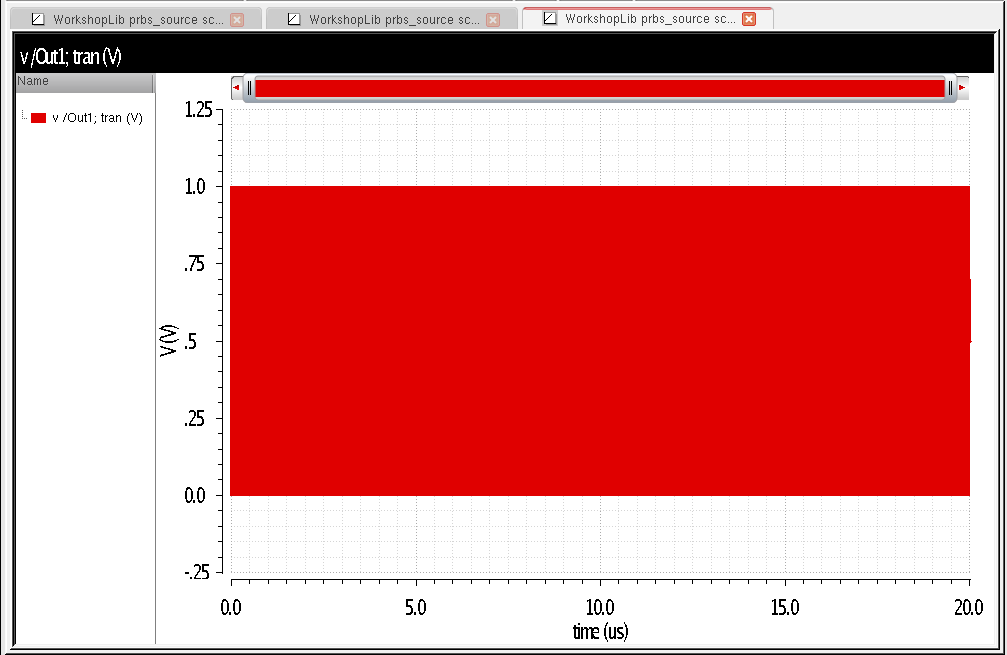 WorkshopLib prbs_source sc... WorkshopLib prbs_source sc... WorkshopLib prbs_source sc...
v /Out1; tran (V)
Name
v /Out1; tran (V)
1.25
1.0
.75
.5
.25
0.0
-.25
V (V)
0.0 5.0 10.0 15.0 20.0
time (us)